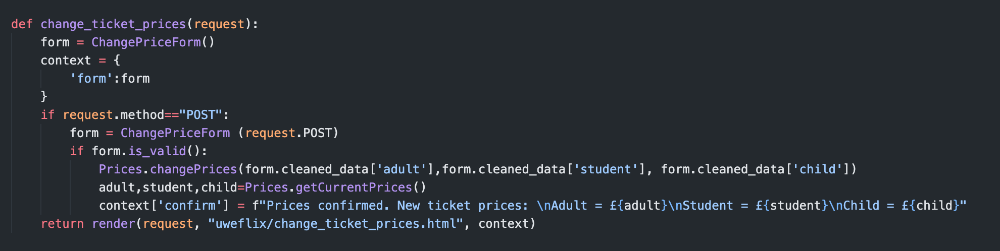 def change_ticket_prices(request):
    form = ChangePriceForm()
    context = {
        'form':form
    }
    if request.method=="POST":
        form = ChangePriceForm (request.POST)
        if form.is_valid():
            Prices.changePrices(form.cleaned_data['adult'],form.cleaned_data['student'], form.cleaned_data['child'])
            adult,student,child=Prices.getCurrentPrices()
            context['confirm'] = f"Prices confirmed. New ticket prices: \nAdult = £{adult}\nStudent = £{student}\nChild = £{child}"
    return render(request, "uweflix/change_ticket_prices.html", context)